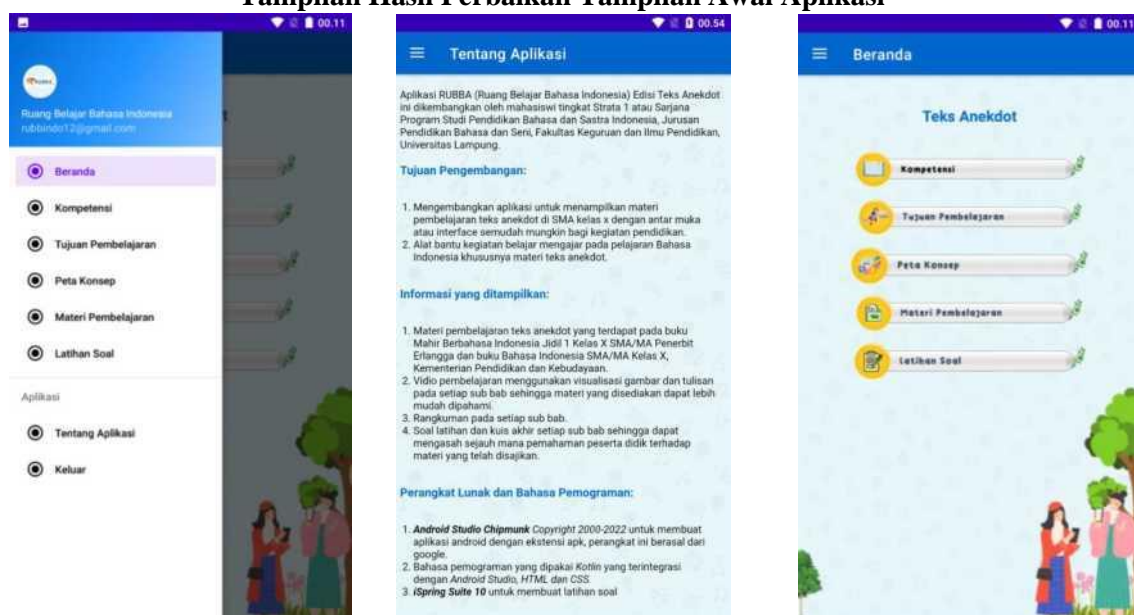 Tampilan Hasil Perbaikan Tampilan Awal Aplikasi
00.11
Ruang Belajar Bahasa Indonesia
rubbindo12@gmail.com
Beranda
Kompetensi
Tujuan Pembelajaran
Peta Konsep
Materi Pembelajaran
Latihan Soal
Aplikasi
Tentang Aplikasi
Keluar
00.54
Tentang Aplikasi
Aplikasi RUBBA (Ruang Belajar Bahasa Indonesia) Edisi Teks Anekdot
ini dikembangkan oleh mahasiswi tingkat Strata 1 atau Sarjana
Program Studi Pendidikan Bahasa dan Sastra Indonesia, Jurusan
Pendidikan Bahasa dan Seni, Fakultas Keguruan dan Ilmu Pendidikan,
Universitas Lampung.
Tujuan Pengembangan:
1. Mengembangkan aplikasi untuk menampilkan materi
pembelajaran teks anekdot di SMA kelas x dengan antar muka
atau interface semudah mungkin bagi kegiatan pendidikan.
2. Alat bantu kegiatan belajar mengajar pada pelajaran Bahasa
Indonesia khususnya materi teks anekdot.
Informasi yang ditampilkan:
1. Materi pembelajaran teks anekdot yang terdapat pada buku
Mahir Berbahasa Indonesia Jidil 1 Kelas X SMA/MA Penerbit
Erlangga dan buku Bahasa Indonesia SMA/MA Kelas X,
Kementerian Pendidikan dan Kebudayaan.
2. Vidio pembelajaran menggunakan visualisasi gambar dan tulisan
pada setiap sub bab sehingga materi yang disediakan dapat lebih
mudah dipahami.
3. Rangkuman pada setiap sub bab.
4. Soal latihan dan kuis akhir setiap sub bab sehingga dapat
mengasah sejauh mana pemahaman peserta didik terhadap
materi yang telah disajikan.
Perangkat Lunak dan Bahasa Pemograman:
1. Android Studio Chipmunk Copyright 2000-2022 untuk membuat
aplikasi android dengan ekstensi apk, perangkat ini berasal dari
google.
2. Bahasa pemograman yang dipakai Kotlin yang terintegrasi
dengan Android Studio, HTML dan CSS.
3. iSpring Suite 10 untuk membuat latihan soal
00.11
Beranda
Teks Anekdot
Kompetensi
Tujuan Pembelajaran
Peta Konsep
Materi Pembelajaran
Latihan Soal